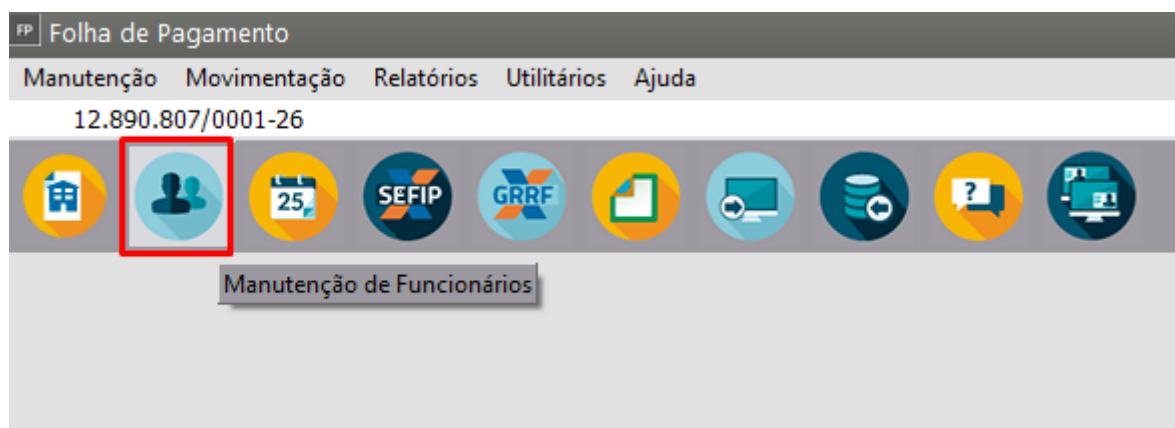 FP Folha de Pagamento
Manutenção Movimentação Relatórios Utilitários Ajuda
12.890.807/0001-26
25 SEFIP GRRF ?
Manutenção de Funcionários